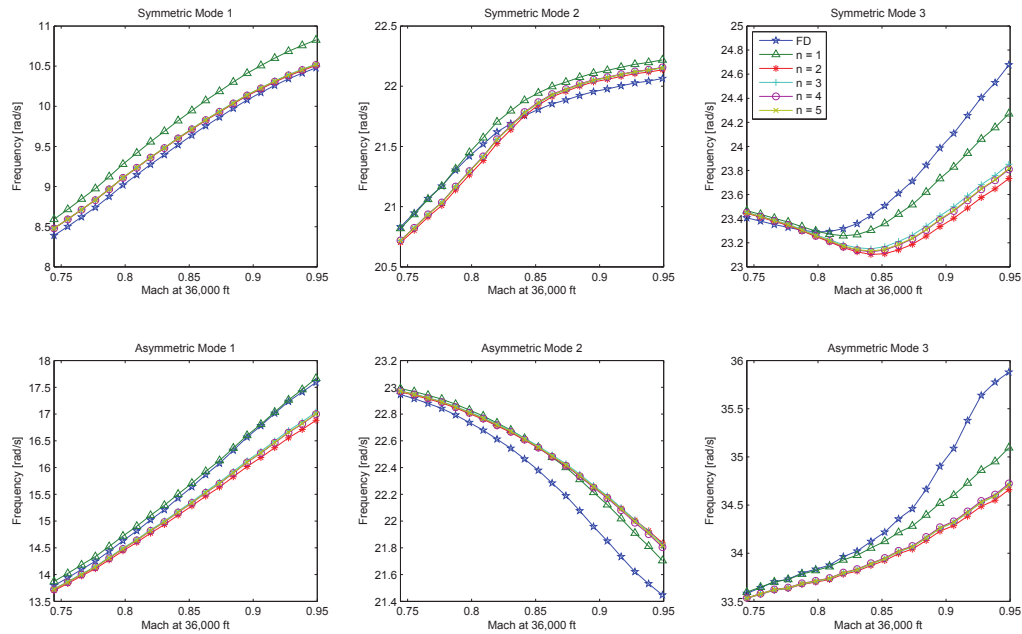 Symmetric Mode 1
Frequency [rad/s]
11
10.5
10
9.5
9
8.5
8
0.75 0.8 0.85 0.9 0.95
Mach at 36,000 ft
Symmetric Mode 2
Frequency [rad/s]
22.5
22
21.5
21
20.5
0.75 0.8 0.85 0.9 0.95
Mach at 36,000 ft
Symmetric Mode 3
Frequency [rad/s]
25
24.8
24.6
24.4
24.2
24
23.8
23.6
23.4
23.2
23
0.75 0.8 0.85 0.9 0.95
Mach at 36,000 ft
FD
n = 1
n = 2
n = 3
n = 4
n = 5
Asymmetric Mode 1
Frequency [rad/s]
18
17.5
17
16.5
16
15.5
15
14.5
14
13.5
0.75 0.8 0.85 0.9 0.95
Mach at 36,000 ft
Asymmetric Mode 2
Frequency [rad/s]
23.2
23
22.8
22.6
22.4
22.2
22
21.8
21.6
21.4
0.75 0.8 0.85 0.9 0.95
Mach at 36,000 ft
Asymmetric Mode 3
Frequency [rad/s]
36
35.5
35
34.5
34
33.5
0.75 0.8 0.85 0.9 0.95
Mach at 36,000 ft